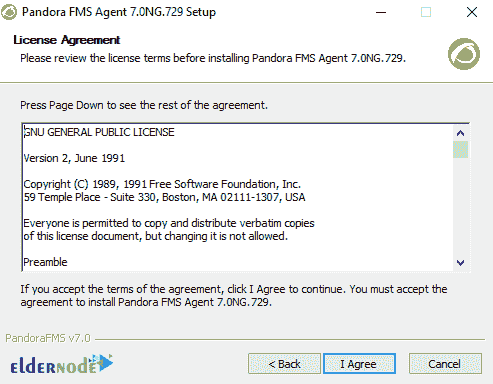 Pandora FMS Agent 7.0NG.729 Setup
License Agreement
Please review the license terms before installing Pandora FMS Agent 7.0NG.729.
Press Page Down to see the rest of the agreement.
GNU GENERAL PUBLIC LICENSE
Version 2, June 1991
Copyright (C) 1989, 1991 Free Software Foundation, Inc.
59 Temple Place - Suite 330, Boston, MA 02111-1307, USA
Everyone is permitted to copy and distribute verbatim copies
of this license document, but changing it is not allowed.
Preamble
If you accept the terms of the agreement, click I Agree to continue. You must accept the
agreement to install Pandora FMS Agent 7.0NG.729.
PandoraFMS v7.0
eldernode
< Back I Agree Cancel